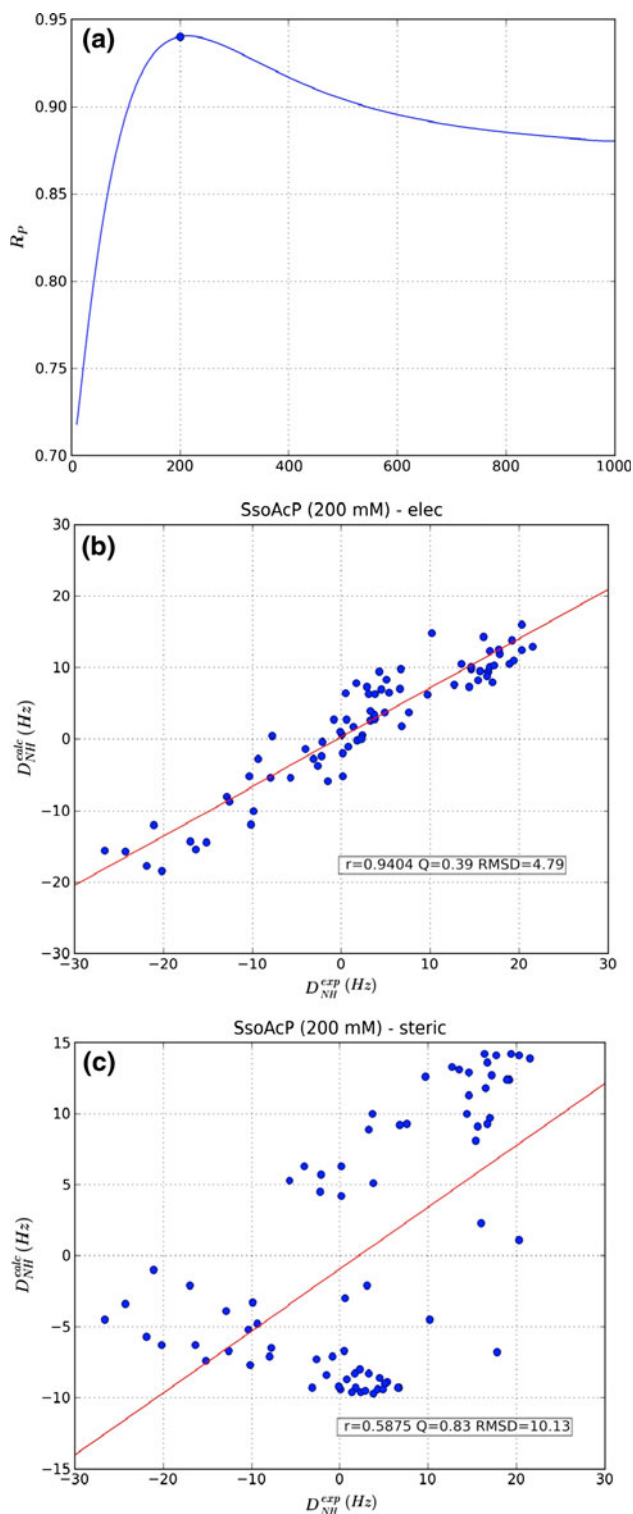 (a)
0.95
0.90
0.85
0.80
0.75
0.70
R_P
0 200 400 600 800 1000
SsoAcP (200 mM) - elec
(b)
30
20
10
0
−10
−20
−30
D_NH^calc (Hz)
r=0.9404 Q=0.39 RMSD=4.79
−30 −20 −10 0 10 20 30
D_NH^exp (Hz)
SsoAcP (200 mM) - steric
(c)
15
10
5
0
−5
−10
−15
D_NH^calc (Hz)
r=0.5875 Q=0.83 RMSD=10.13
−30 −20 −10 0 10 20 30
D_NH^exp (Hz)